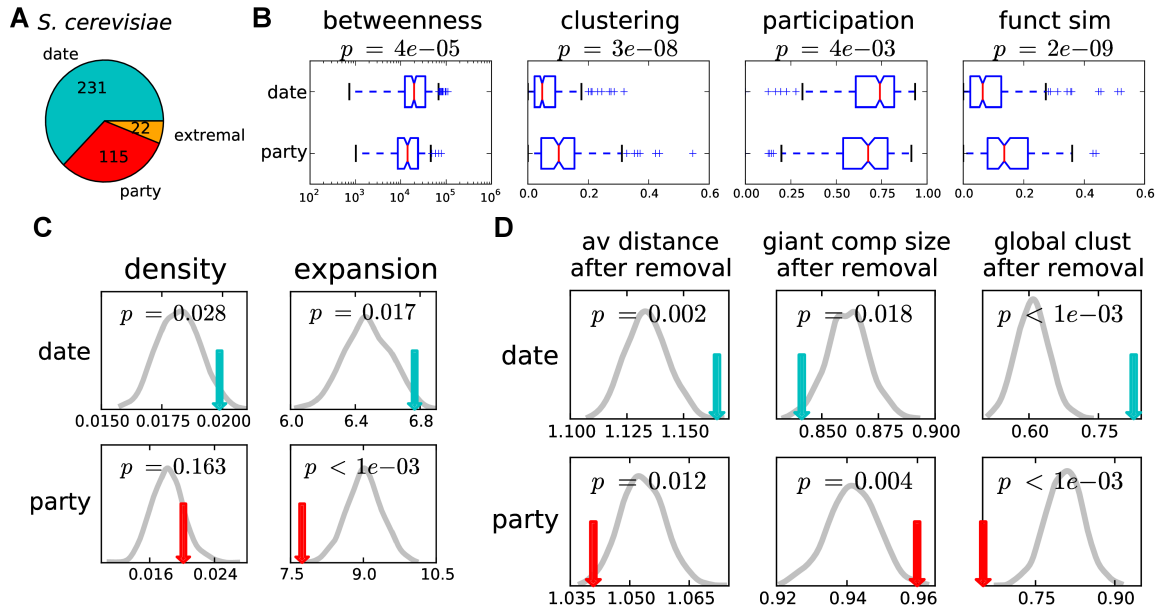 A S. cerevisiae
date
231
22
extremal
115
party
B
betweenness clustering participation funct sim
p = 4e−05 p = 3e−08 p = 4e−03 p = 2e−09
date
party
10² 10³ 10⁴ 10⁵ 10⁶ 0.0 0.2 0.4 0.6 0.00 0.25 0.50 0.75 1.00 0.0 0.2 0.4 0.6
C
density expansion
p = 0.028 p = 0.017
date
0.0150 0.0175 0.0200 6.0 6.4 6.8
p = 0.163 p < 1e−03
party
0.016 0.024 7.5 9.0 10.5
D
av distance giant comp size global clust
after removal after removal after removal
p = 0.002 p = 0.018 p < 1e−03
date
1.100 1.125 1.150 0.850 0.875 0.900 0.60 0.75
p = 0.012 p = 0.004 p < 1e−03
party
1.035 1.050 1.065 0.92 0.94 0.96 0.75 0.90